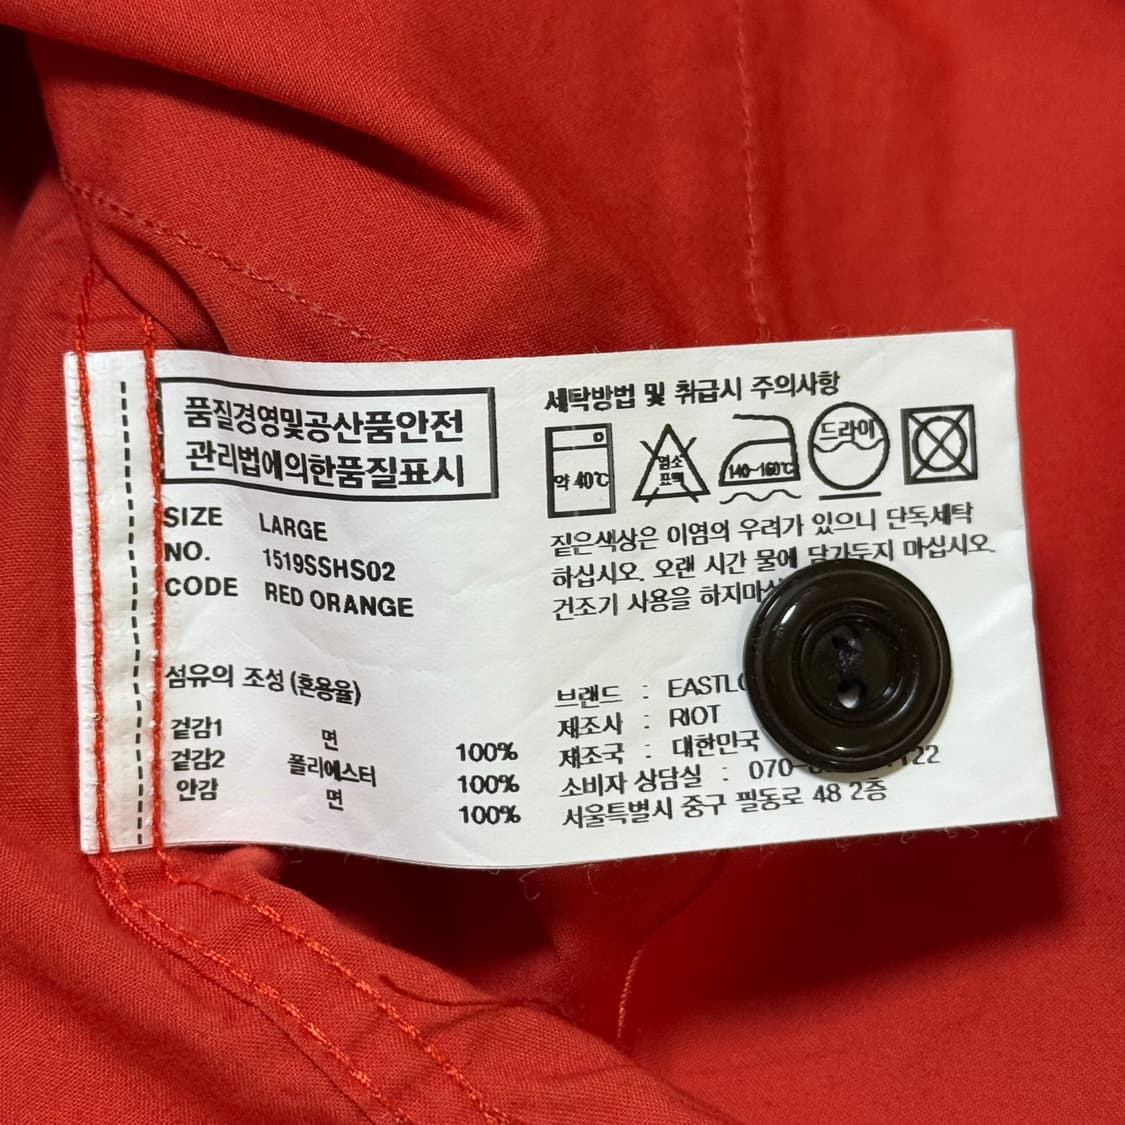 품질경영및공산품안전
관리법에의한품질표시
SIZE LARGE
NO. 1519SSHS02
CODE RED ORANGE
섬유의 조성 (혼용율)
겉감1 면 100%
겉감2 폴리에스터 100%
안감 면 100%
세탁방법 및 취급시 주의사항
약 40℃
염소
표백
140~160℃
드라이
짙은색상은 이염의 우려가 있으니 단독세탁
하십시오. 오랜 시간 물에 담가두지 마십시오.
건조기 사용을
브랜드 :
제조사 : RIOT
제조국 : 대한민국
소비자 상담실 : 070-
서울특별시 중구 필동로 48 2층